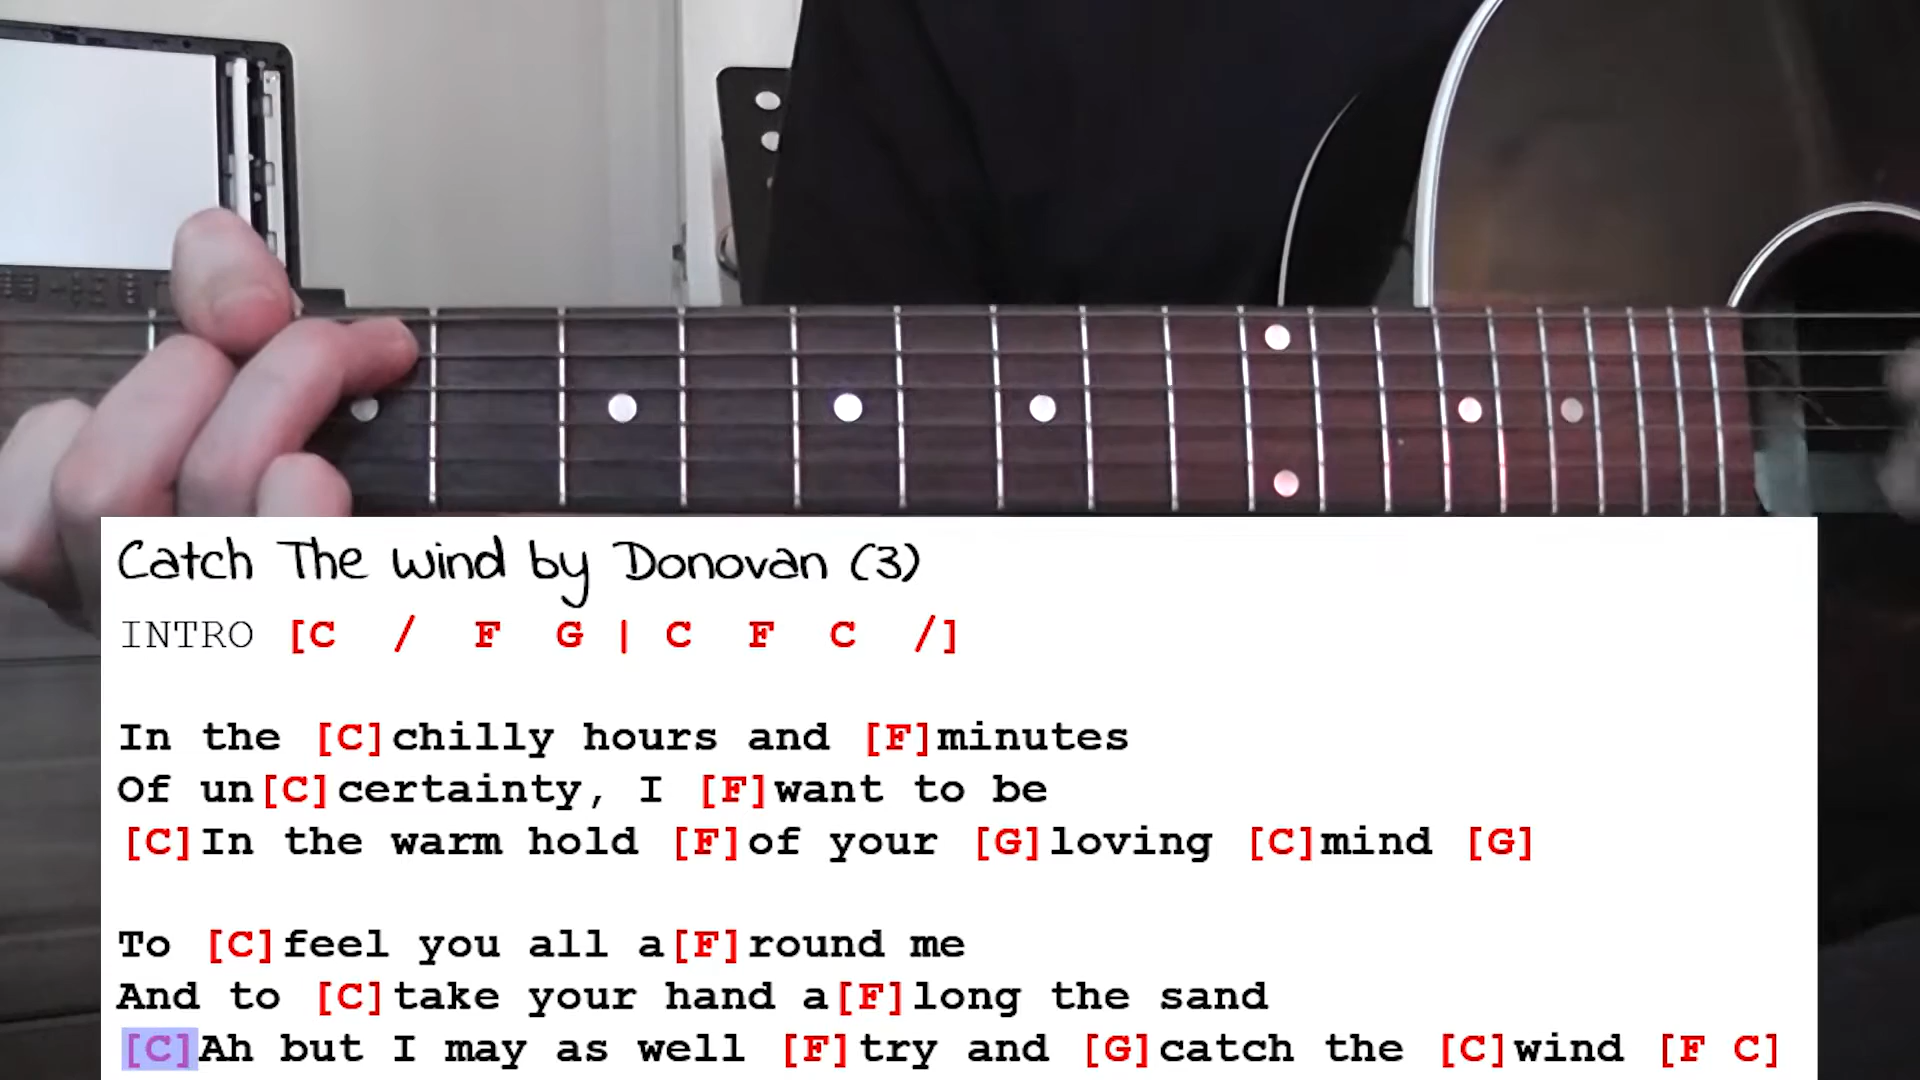 Catch The Wind by Donovan (3)
INTRO [C / F G | C F C /]
In the [C]chilly hours and [F]minutes
Of un[C]certainty, I [F]want to be
[C]In the warm hold [F]of your [G]loving [C]mind [G]
To [C]feel you all a[F]round me
And to [C]take your hand a[F]long the sand
[C]Ah but I may as well [F]try and [G]catch the [C]wind [F C]